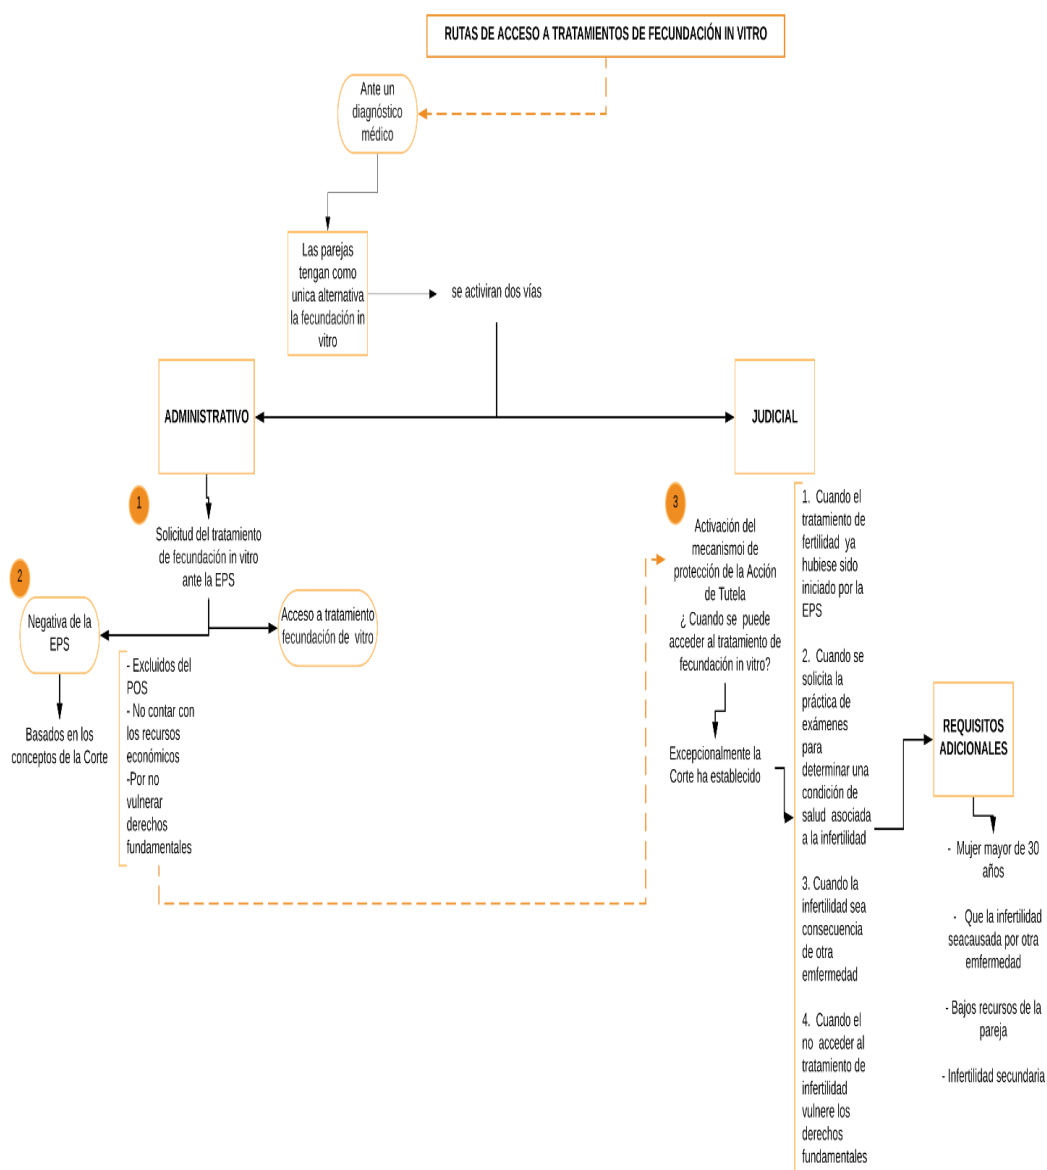 RUTAS DE ACCESO A TRATAMIENTOS DE FECUNDACIÓN IN VITRO
Ante un
diagnóstico
médico
Las parejas
tengan como
unica alternativa
la fecundación in
vitro
se activiran dos vías
ADMINISTRATIVO
JUDICIAL
1
Solicitud del tratamiento
de fecundación in vitro
ante la EPS
2
Negativa de la
EPS
Acceso a tratamiento
fecundación de vitro
Basados en los
conceptos de la Corte
- Excluidos del
POS
- No contar con
los recursos
económicos
-Por no
vulnerar
derechos
fundamentales
3
Activación del
mecanismoi de
protección de la Acción
de Tutela
¿ Cuando se puede
acceder al tratamiento de
fecundación in vitro?
Excepcionalmente la
Corte ha establecido
1. Cuando el
tratamiento de
fertilidad ya
hubiese sido
iniciado por la
EPS
2. Cuando se
solicita la
práctica de
exámenes
para
determinar una
condición de
salud asociada
a la infertilidad
3. Cuando la
infertilidad sea
consecuencia
de otra
emfermedad
4. Cuando el
no acceder al
tratamiento de
infertilidad
vulnere los
derechos
fundamentales
REQUISITOS
ADICIONALES
- Mujer mayor de 30
años
- Que la infertilidad
seacausada por otra
emfermedad
- Bajos recursos de la
pareja
- Infertilidad secundaria